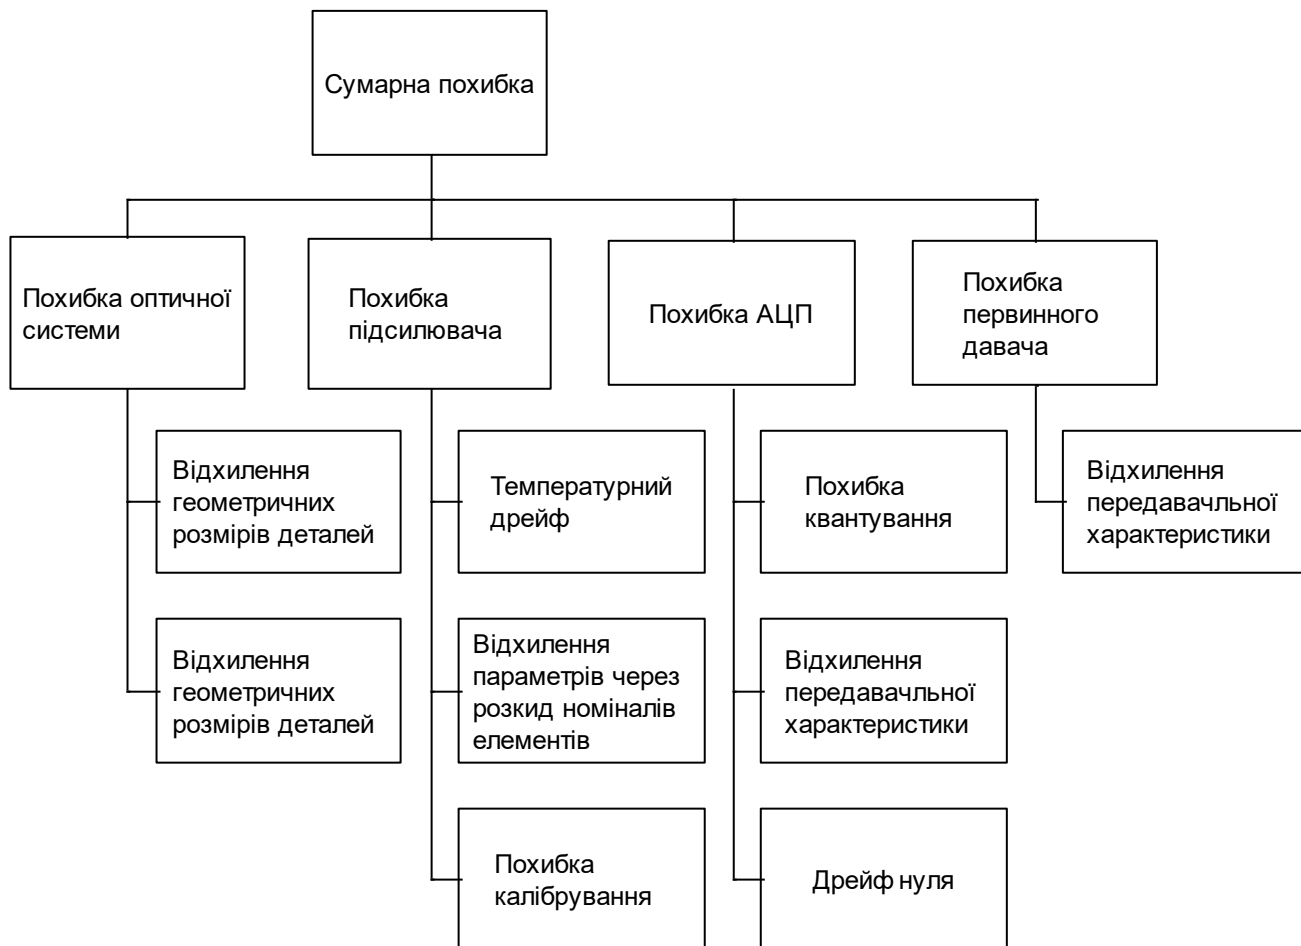 Сумарна похибка
Похибка оптичної
системи
Похибка
підсилювача
Похибка АЦП
Похибка
первинного
давача
Відхилення
геометричних
розмірів деталей
Температурний
дрейф
Похибка
квантування
Відхилення
передавачльної
характеристики
Відхилення
геометричних
розмірів деталей
Відхилення
параметрів через
розкид номіналів
елементів
Відхилення
передавачльної
характеристики
Похибка
калібрування
Дрейф нуля